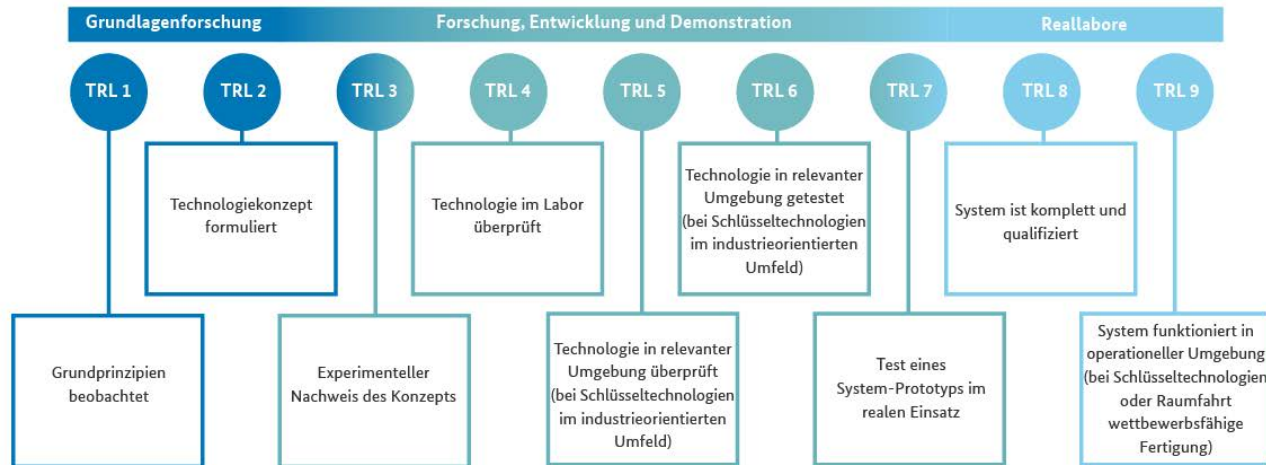 Grundlagenforschung
Forschung, Entwicklung und Demonstration
Reallabore
TRL 1
TRL 2
TRL 3
TRL 4
TRL 5
TRL 6
TRL 7
TRL 8
TRL 9
Technologiekonzept
formuliert
Technologie im Labor
überprüft
Technologie in relevanter
Umgebung getestet
(bei Schlüsseltechnologien
im industrieorientierten
Umfeld)
System ist komplett und
qualifiziert
Grundprinzipien
beobachtet
Experimenteller
Nachweis des Konzepts
Technologie in relevanter
Umgebung überprüft
(bei Schlüsseltechnologien
im industrieorientierten
Umfeld)
Test eines
System-Prototyps im
realen Einsatz
System funktioniert in
operationeller Umgebung
(bei Schlüsseltechnologien
oder Raumfahrt
wettbewerbsfähige
Fertigung)